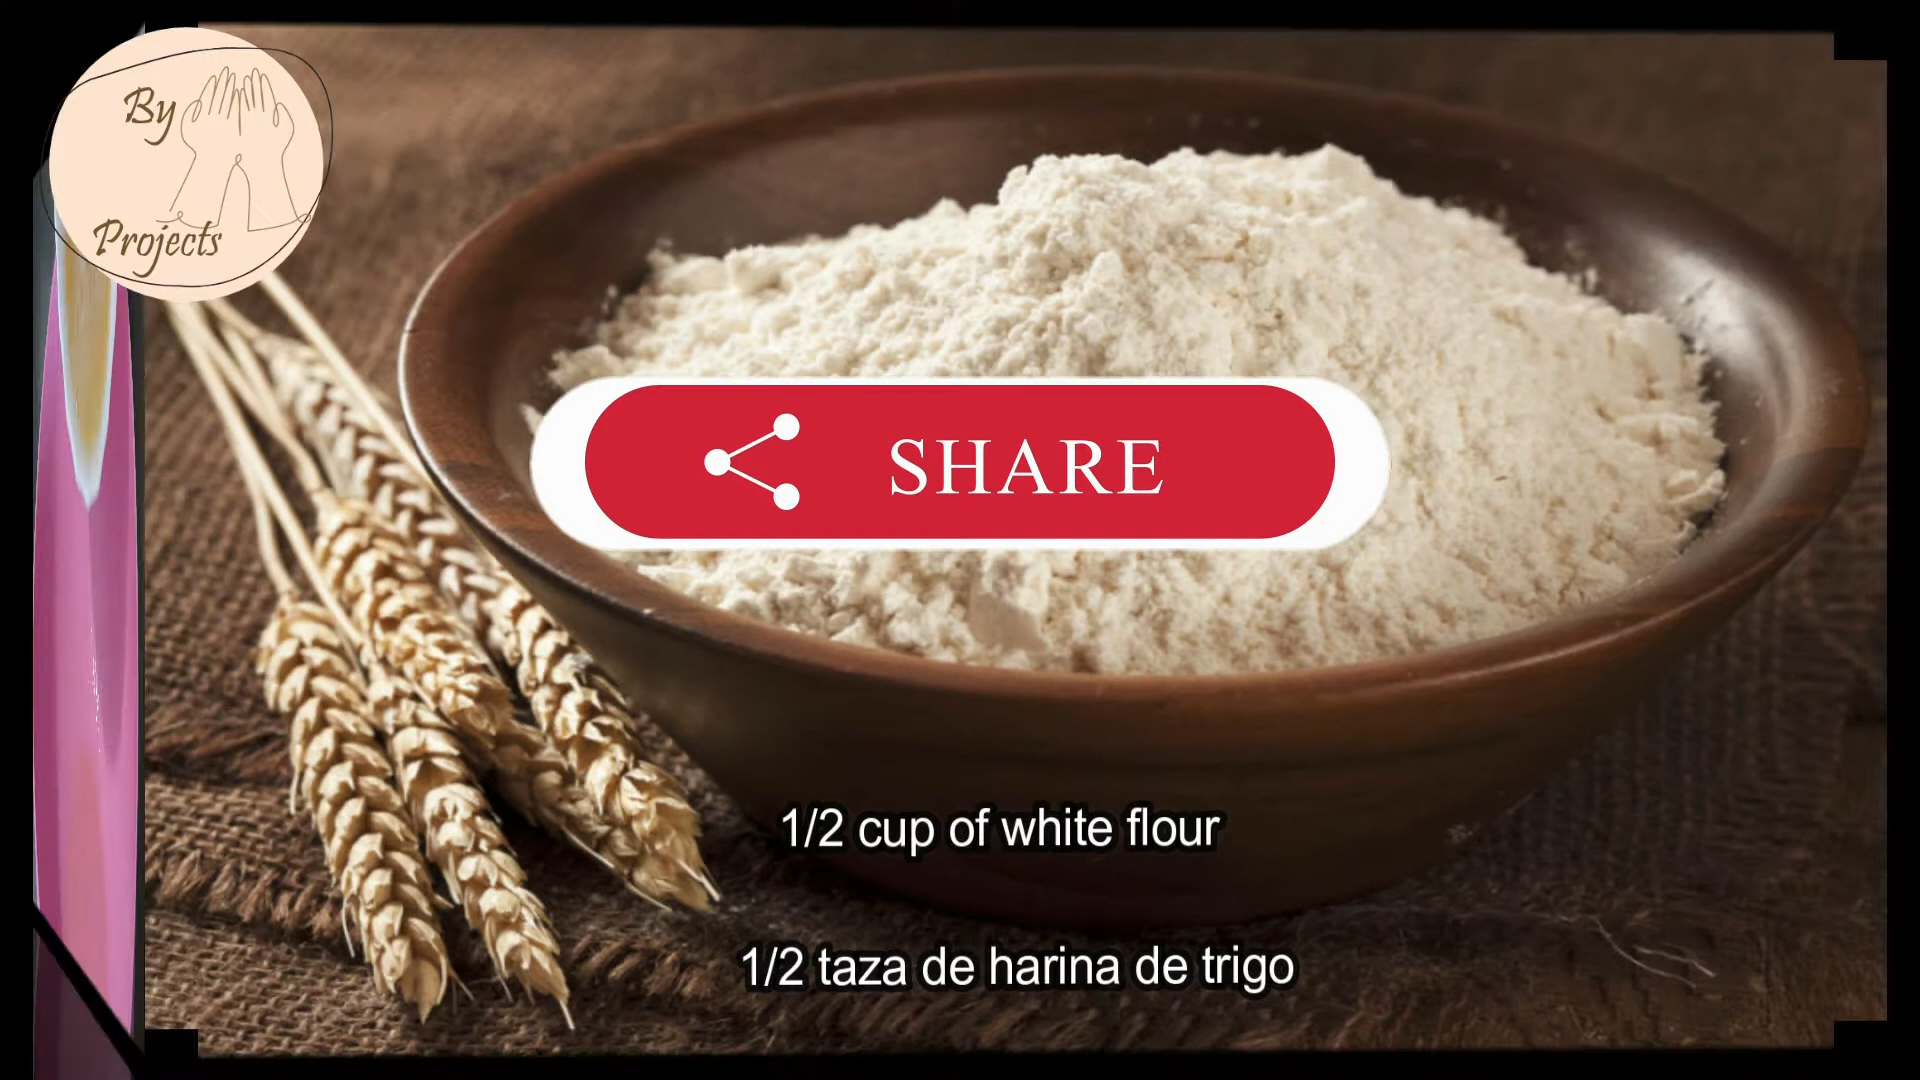 By
Projects
SHARE
1/2 cup of white flour
1/2 taza de harina de trigo